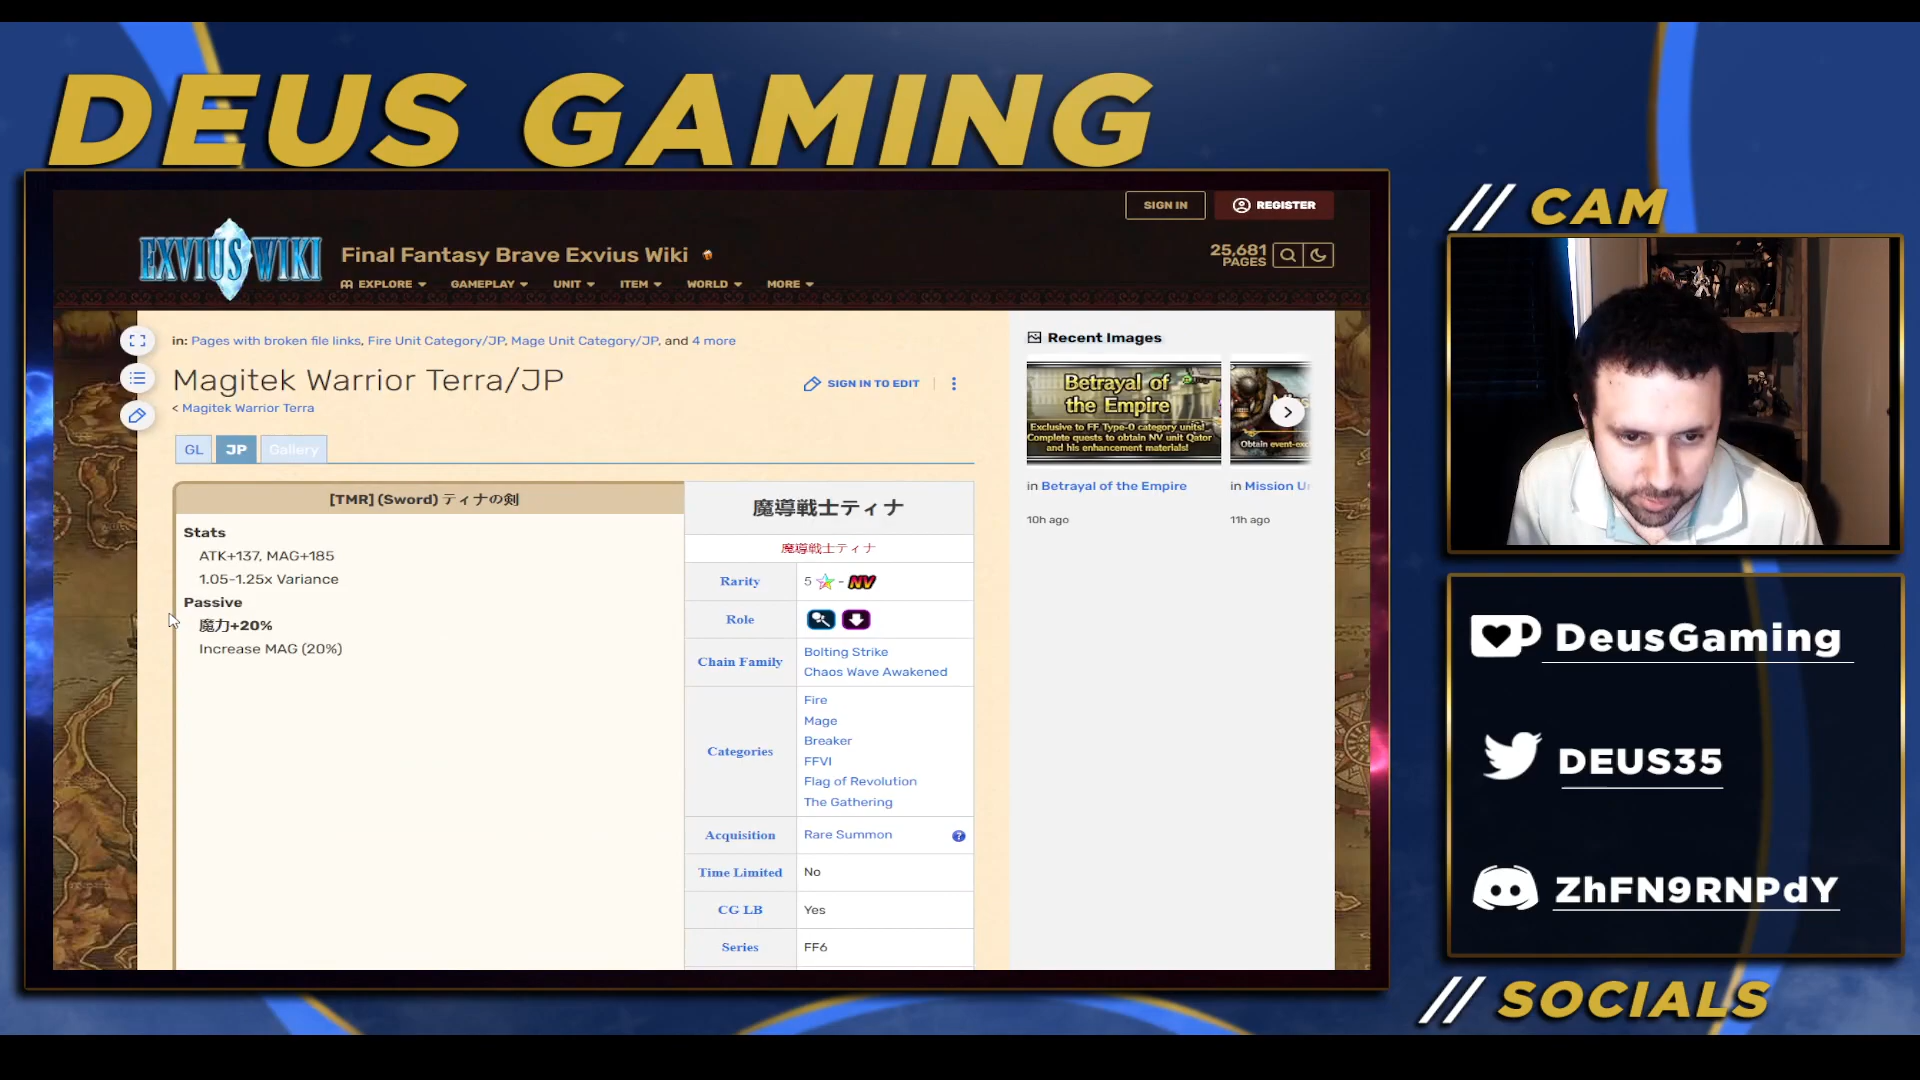 DEUS GAMING
SIGN IN
REGISTER
EXVIUS WIKI
Final Fantasy Brave Exvius Wiki
25,681
PAGES
EXPLORE
GAMEPLAY
UNIT
ITEM
WORLD
MORE
in: Pages with broken file links, Fire Unit Category/JP, Mage Unit Category/JP, and 4 more
Magitek Warrior Terra/JP
SIGN IN TO EDIT
< Magitek Warrior Terra
GL
JP
Gallery
[TMR] (Sword) ティナの剣
Stats
ATK+137, MAG+185
1.05-1.25x Variance
Passive
魔力+20%
Increase MAG (20%)
魔導戦士ティナ
魔導戦士ティナ
Rarity
5 - NV
Role
Chain Family
Bolting Strike
Chaos Wave Awakened
Categories
Fire
Mage
Breaker
FFVI
Flag of Revolution
The Gathering
Acquisition
Rare Summon
?
Time Limited
No
CG LB
Yes
Series
FF6
Recent Images
Betrayal of
the Empire
Exclusive to FF Type-0 category units!
Complete quests to obtain NV unit Qator
and his enhancement materials!
Obtain event-exc
in Betrayal of the Empire
10h ago
in Mission Ur
11h ago
// CAM
DeusGaming
DEUS35
ZhFN9RNPdY
// SOCIALS